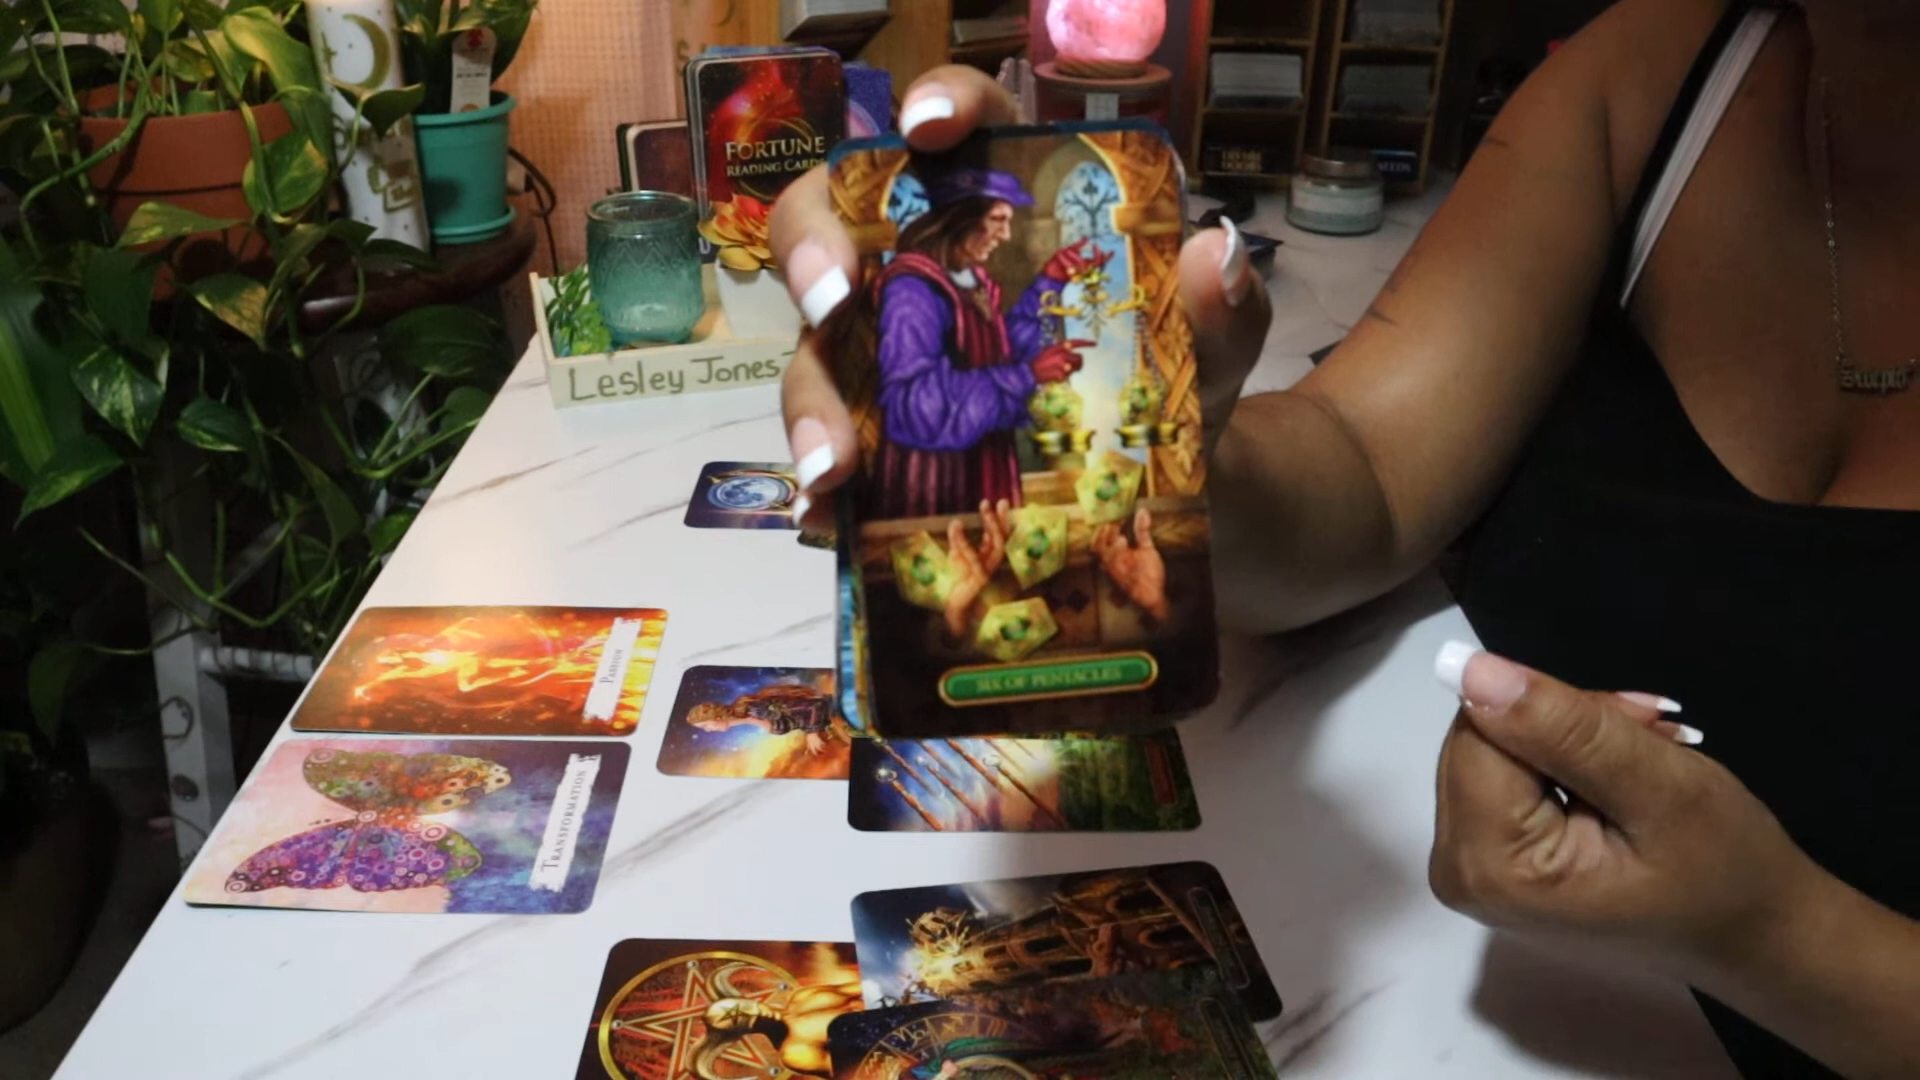 FORTUNE
READING CARDS
Lesley Jones
SIX OF PENTACLES
PASSION
TRANSFORMATION